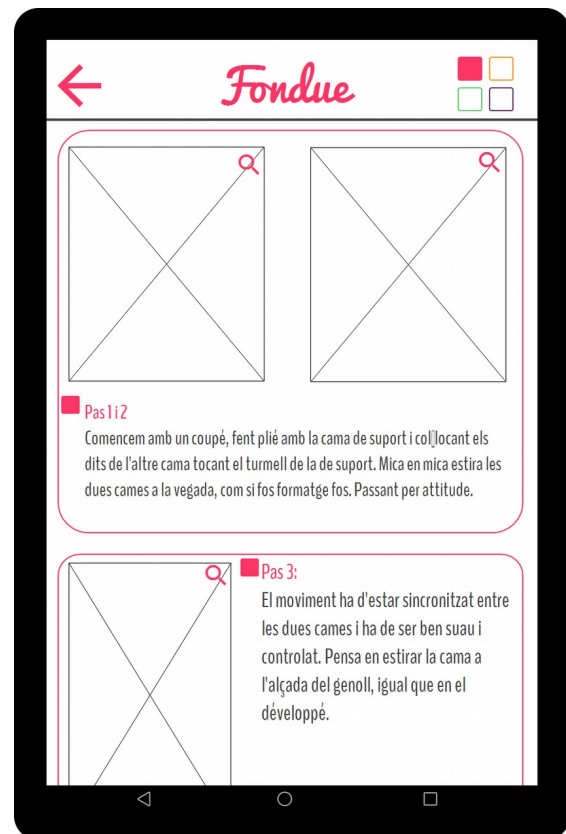 Fondue
Pas 1 i 2
Comencem amb un coupé, fent plié amb la cama de suport i col▯locant els
dits de l'altre cama tocant el turmell de la de suport. Mica en mica estira les
dues cames a la vegada, com si fos formatge fos. Passant per attitude.
Pas 3:
El moviment ha d'estar sincronitzat entre
les dues cames i ha de ser ben suau i
controlat. Pensa en estirar la cama a
l'alçada del genoll, igual que en el
développé.